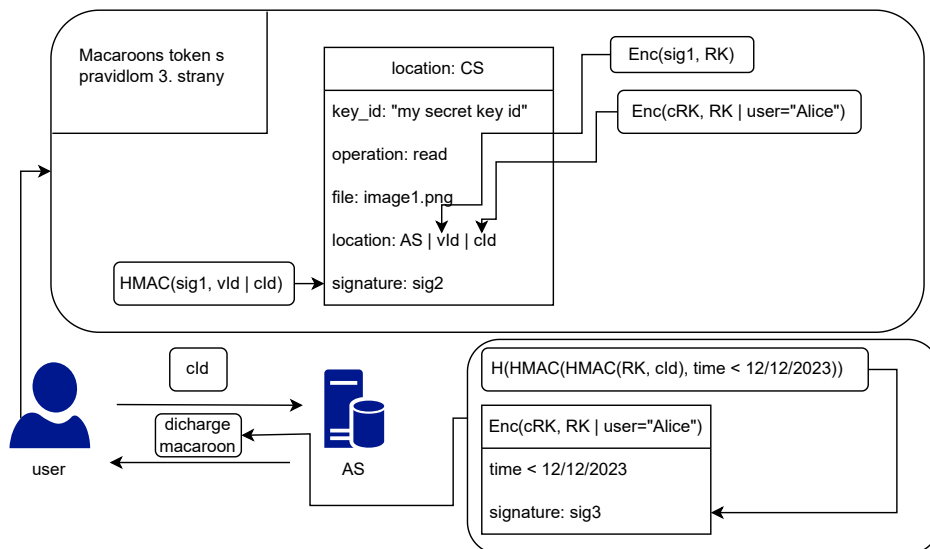 Macaroons token s
pravidlom 3. strany
location: CS
key_id: "my secret key id"
operation: read
file: image1.png
location: AS | vId | cId
signature: sig2
Enc(sig1, RK)
Enc(cRK, RK | user="Alice")
HMAC(sig1, vId | cId)
user
cId
dicharge
macaroon
AS
H(HMAC(HMAC(RK, cId), time < 12/12/2023))
Enc(cRK, RK | user="Alice")
time < 12/12/2023
signature: sig3